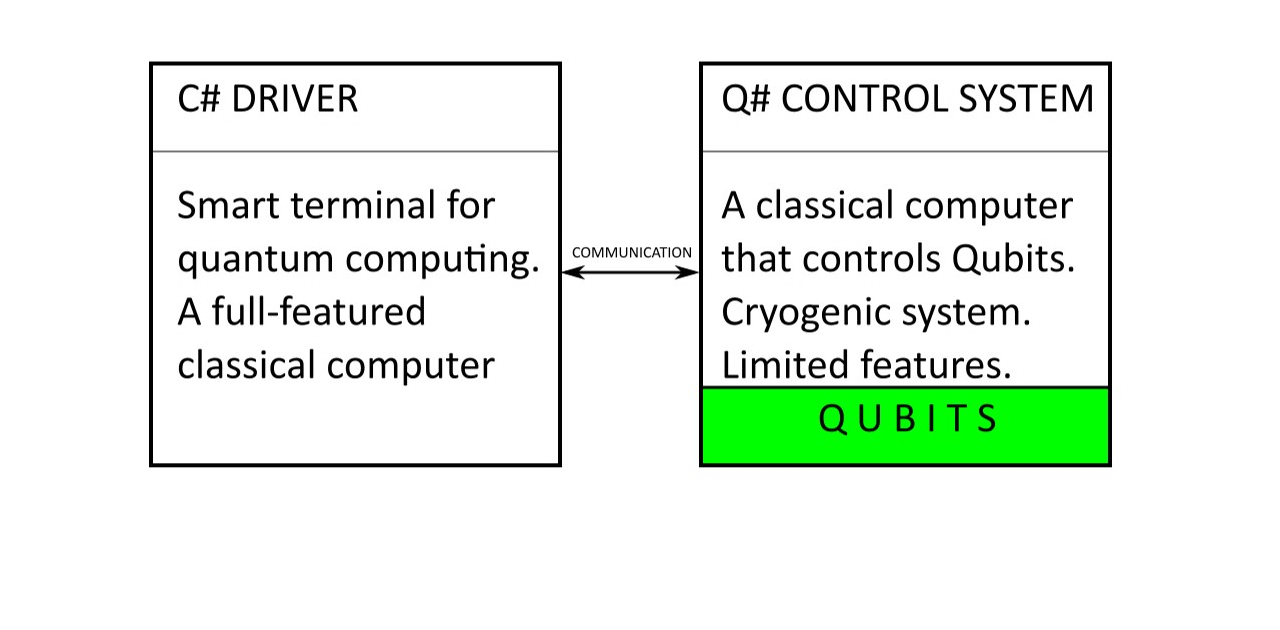 C# DRIVER
Smart terminal for
quantum computing.
A full-featured
classical computer
COMMUNICATION
Q# CONTROL SYSTEM
A classical computer
that controls Qubits.
Cryogenic system.
Limited features.
Q U B I T S